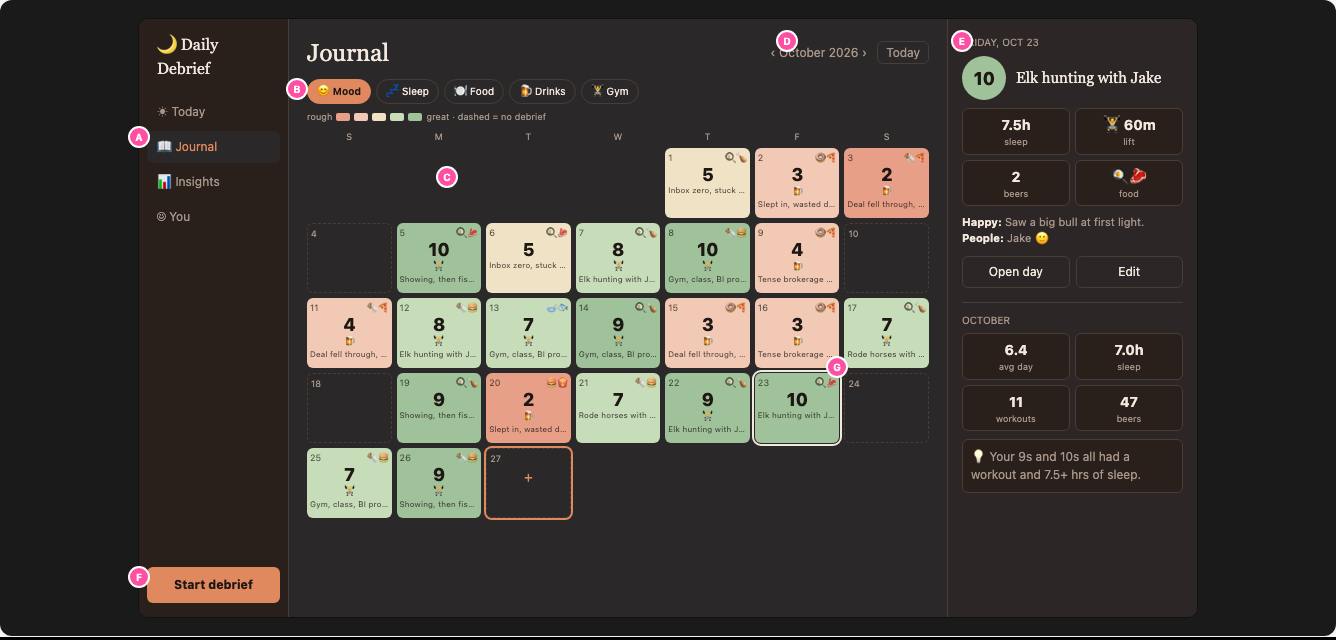 🌙 Daily
Debrief
☀ Today
📖 Journal
📊 Insights
☺ You
Start debrief
A
B
C
D
E
F
G
Journal
‹ October 2026 ›
Today
😊 Mood
💤 Sleep
🍽 Food
🍺 Drinks
🏋 Gym
rough
great · dashed = no debrief
S M T W T F S
1
5
Inbox zero, stuck ...
2
3
Slept in, wasted d...
3
2
Deal fell through, ...
4
5
10
Showing, then fis...
6
5
Inbox zero, stuck ...
7
8
Elk hunting with J...
8
10
Gym, class, BI pro...
9
4
Tense brokerage ...
10
11
4
Deal fell through, ...
12
8
Elk hunting with J...
13
7
Gym, class, BI pro...
14
9
Gym, class, BI pro...
15
3
Deal fell through, ...
16
3
Tense brokerage ...
17
7
Rode horses with ...
18
19
9
Showing, then fis...
20
2
Slept in, wasted d...
21
7
Rode horses with ...
22
9
Elk hunting with J...
23
10
Elk hunting with J...
24
25
7
Gym, class, BI pro...
26
9
Showing, then fis...
27
+
RIDAY, OCT 23
10
Elk hunting with Jake
7.5h
sleep
🏋 60m
lift
2
beers
food
Happy: Saw a big bull at first light.
People: Jake 🙂
Open day
Edit
OCTOBER
6.4
avg day
7.0h
sleep
11
workouts
47
beers
💡 Your 9s and 10s all had a
workout and 7.5+ hrs of sleep.